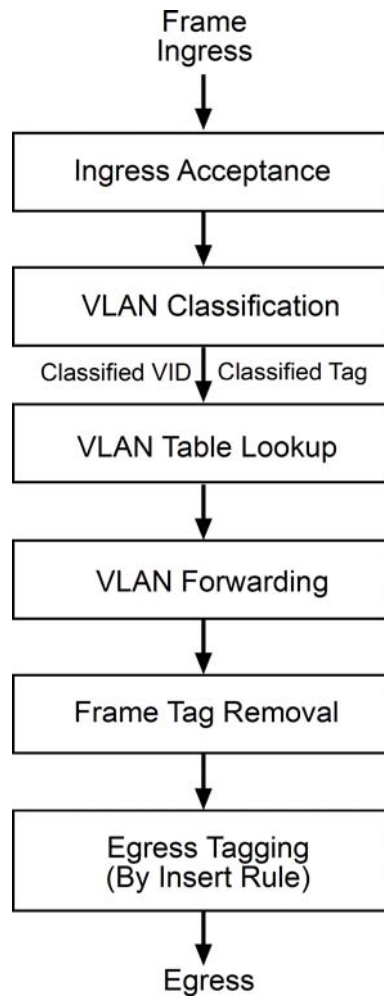 Frame
Ingress
Ingress Acceptance
VLAN Classification
Classified VID Classified Tag
VLAN Table Lookup
VLAN Forwarding
Frame Tag Removal
Egress Tagging
(By Insert Rule)
Egress